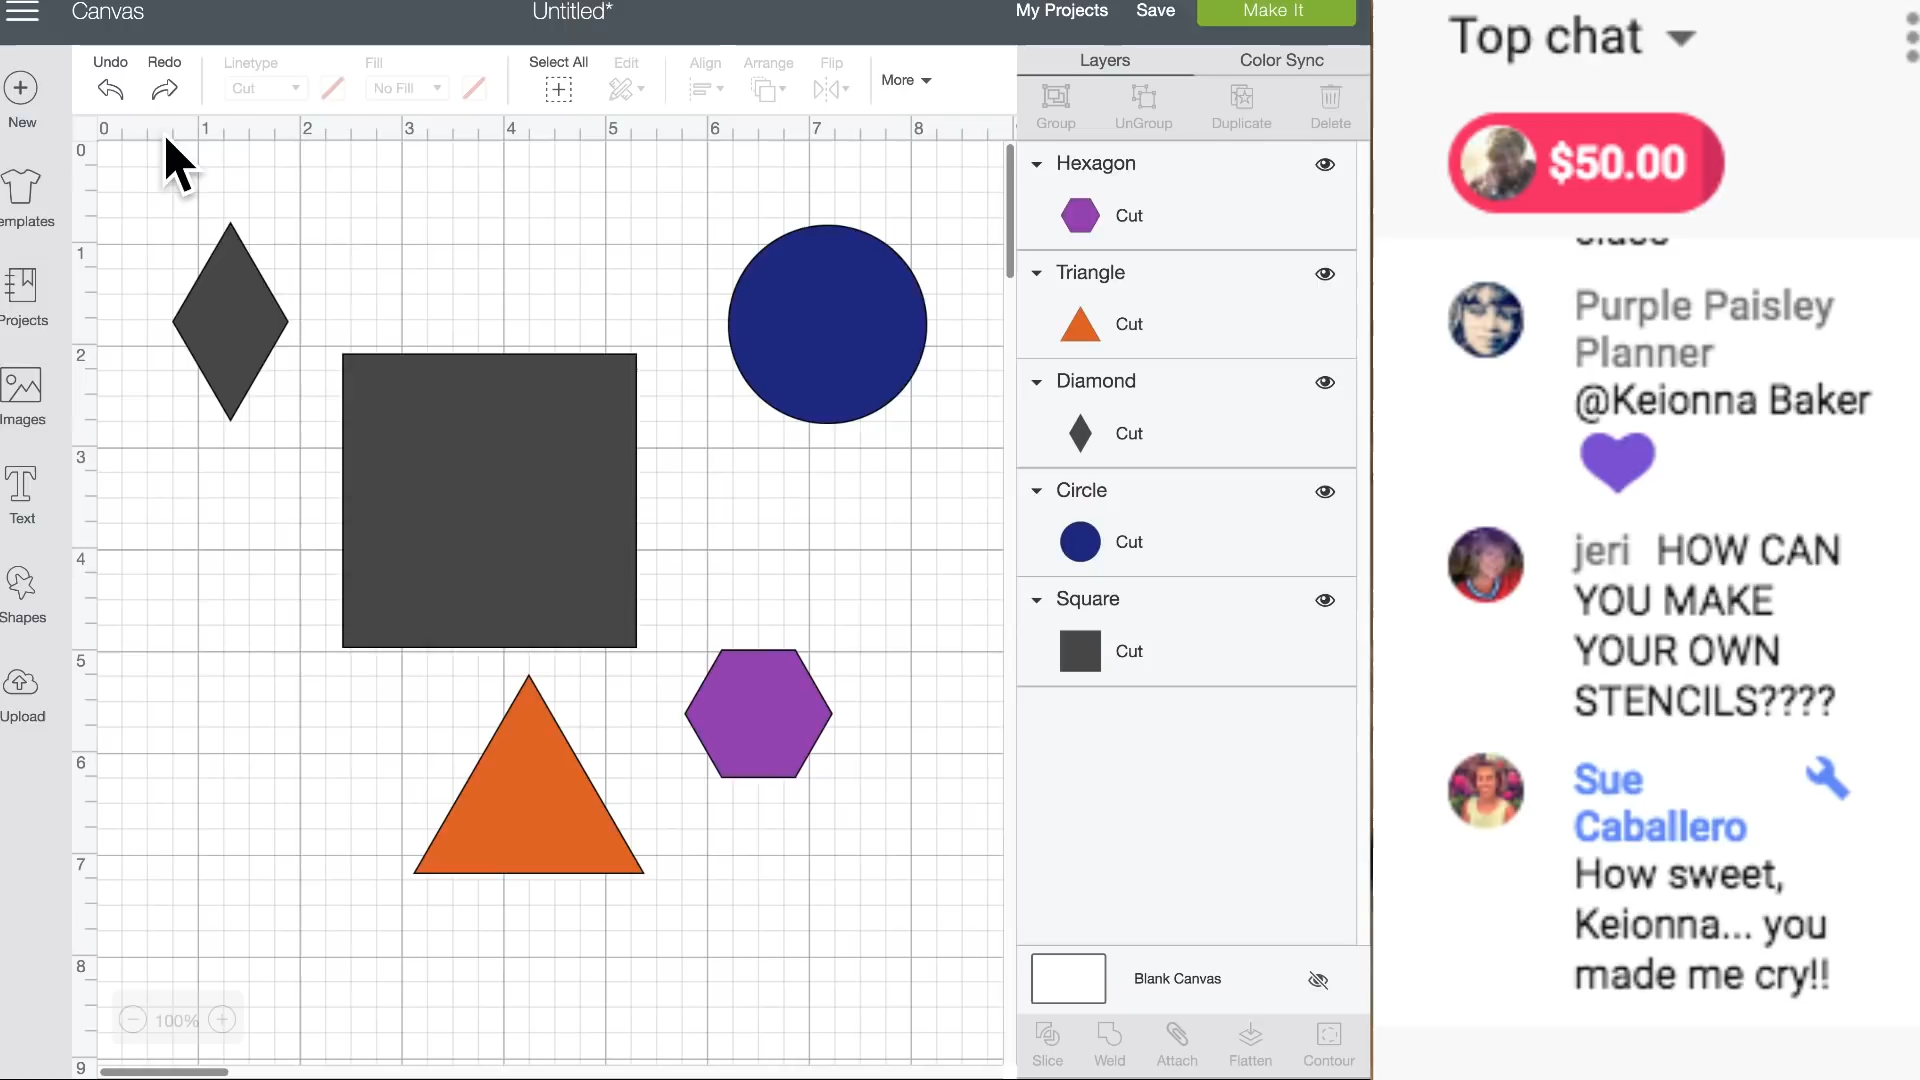 Canvas
Untitled*
My Projects
Save
Make It
Undo
Redo
Linetype
Cut
Fill
No Fill
Select All
Edit
Align
Arrange
Flip
More
New
emplates
Projects
Images
Text
Shapes
Upload
0 1 2 3 4 5 6 7 8
0
1
2
3
4
5
6
7
8
9
100%
Layers
Color Sync
Group
UnGroup
Duplicate
Delete
Hexagon
Cut
Triangle
Cut
Diamond
Cut
Circle
Cut
Square
Cut
Blank Canvas
Slice
Weld
Attach
Flatten
Contour
Top chat
$50.00
Purple Paisley
Planner
@Keionna Baker
jeri HOW CAN
YOU MAKE
YOUR OWN
STENCILS????
Sue
Caballero
How sweet,
Keionna... you
made me cry!!